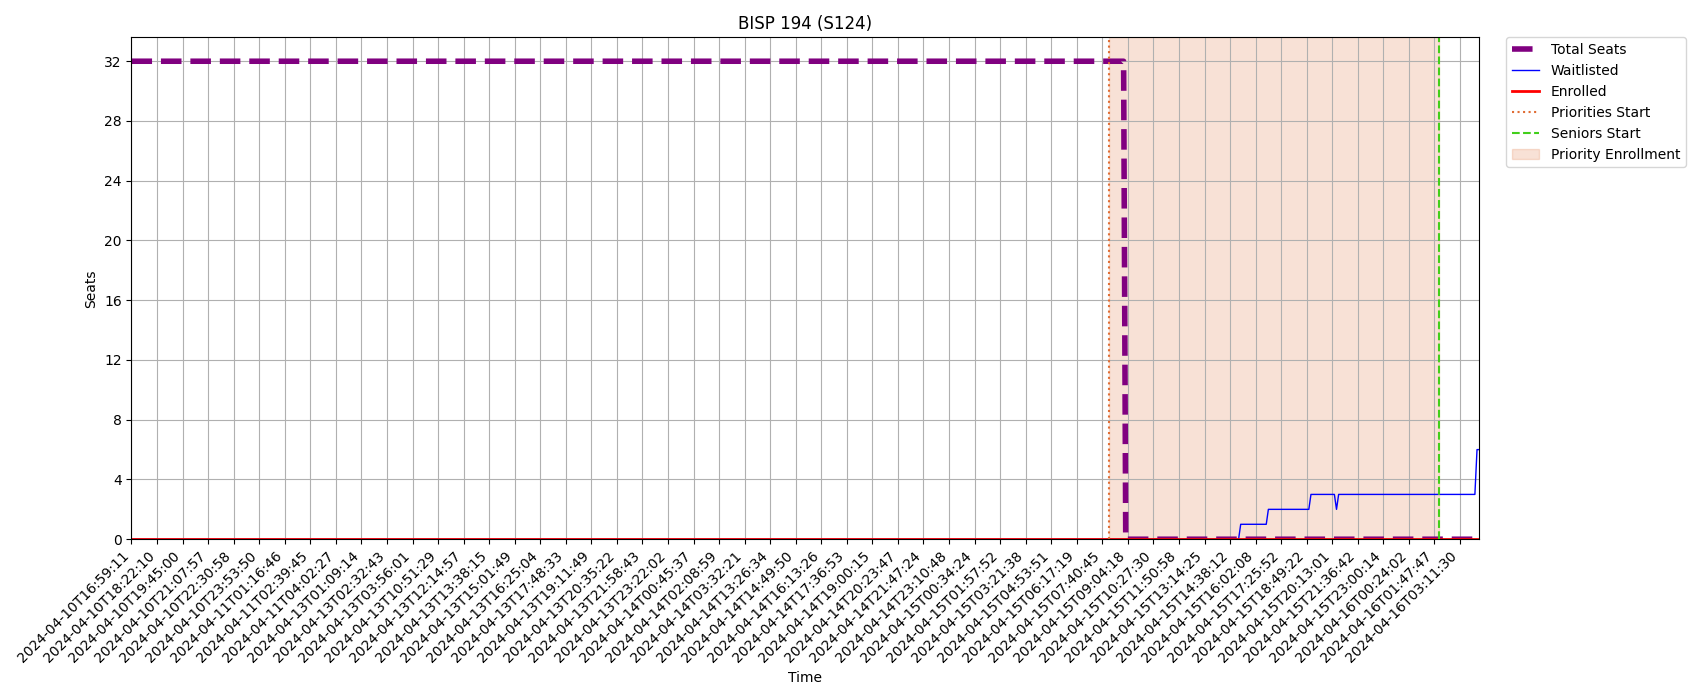 BISP 194 (S124)
Total Seats
Waitlisted
Enrolled
Priorities Start
Seniors Start
Priority Enrollment
Seats
32
28
24
20
16
12
8
4
0
2024-04-10T16:59:11
2024-04-10T18:22:10
2024-04-10T19:45:00
2024-04-10T21:07:57
2024-04-10T22:30:58
2024-04-10T23:53:50
2024-04-11T01:16:46
2024-04-11T02:39:45
2024-04-11T04:02:27
2024-04-13T01:09:14
2024-04-13T02:32:43
2024-04-13T03:56:01
2024-04-13T10:51:29
2024-04-13T12:14:57
2024-04-13T13:38:15
2024-04-13T15:01:49
2024-04-13T16:25:04
2024-04-13T17:48:33
2024-04-13T19:11:49
2024-04-13T20:35:22
2024-04-13T21:58:43
2024-04-13T23:22:02
2024-04-14T00:45:37
2024-04-14T02:08:59
2024-04-14T03:32:21
2024-04-14T13:26:34
2024-04-14T14:49:50
2024-04-14T16:13:26
2024-04-14T17:36:53
2024-04-14T19:00:15
2024-04-14T20:23:47
2024-04-14T21:47:24
2024-04-14T23:10:48
2024-04-15T00:34:24
2024-04-15T01:57:52
2024-04-15T03:21:38
2024-04-15T04:53:51
2024-04-15T06:17:19
2024-04-15T07:40:45
2024-04-15T09:04:18
2024-04-15T10:27:30
2024-04-15T11:50:58
2024-04-15T13:14:25
2024-04-15T14:38:12
2024-04-15T16:02:08
2024-04-15T17:25:52
2024-04-15T18:49:22
2024-04-15T20:13:01
2024-04-15T21:36:42
2024-04-15T23:00:14
2024-04-16T00:24:02
2024-04-16T01:47:47
2024-04-16T03:11:30
Time